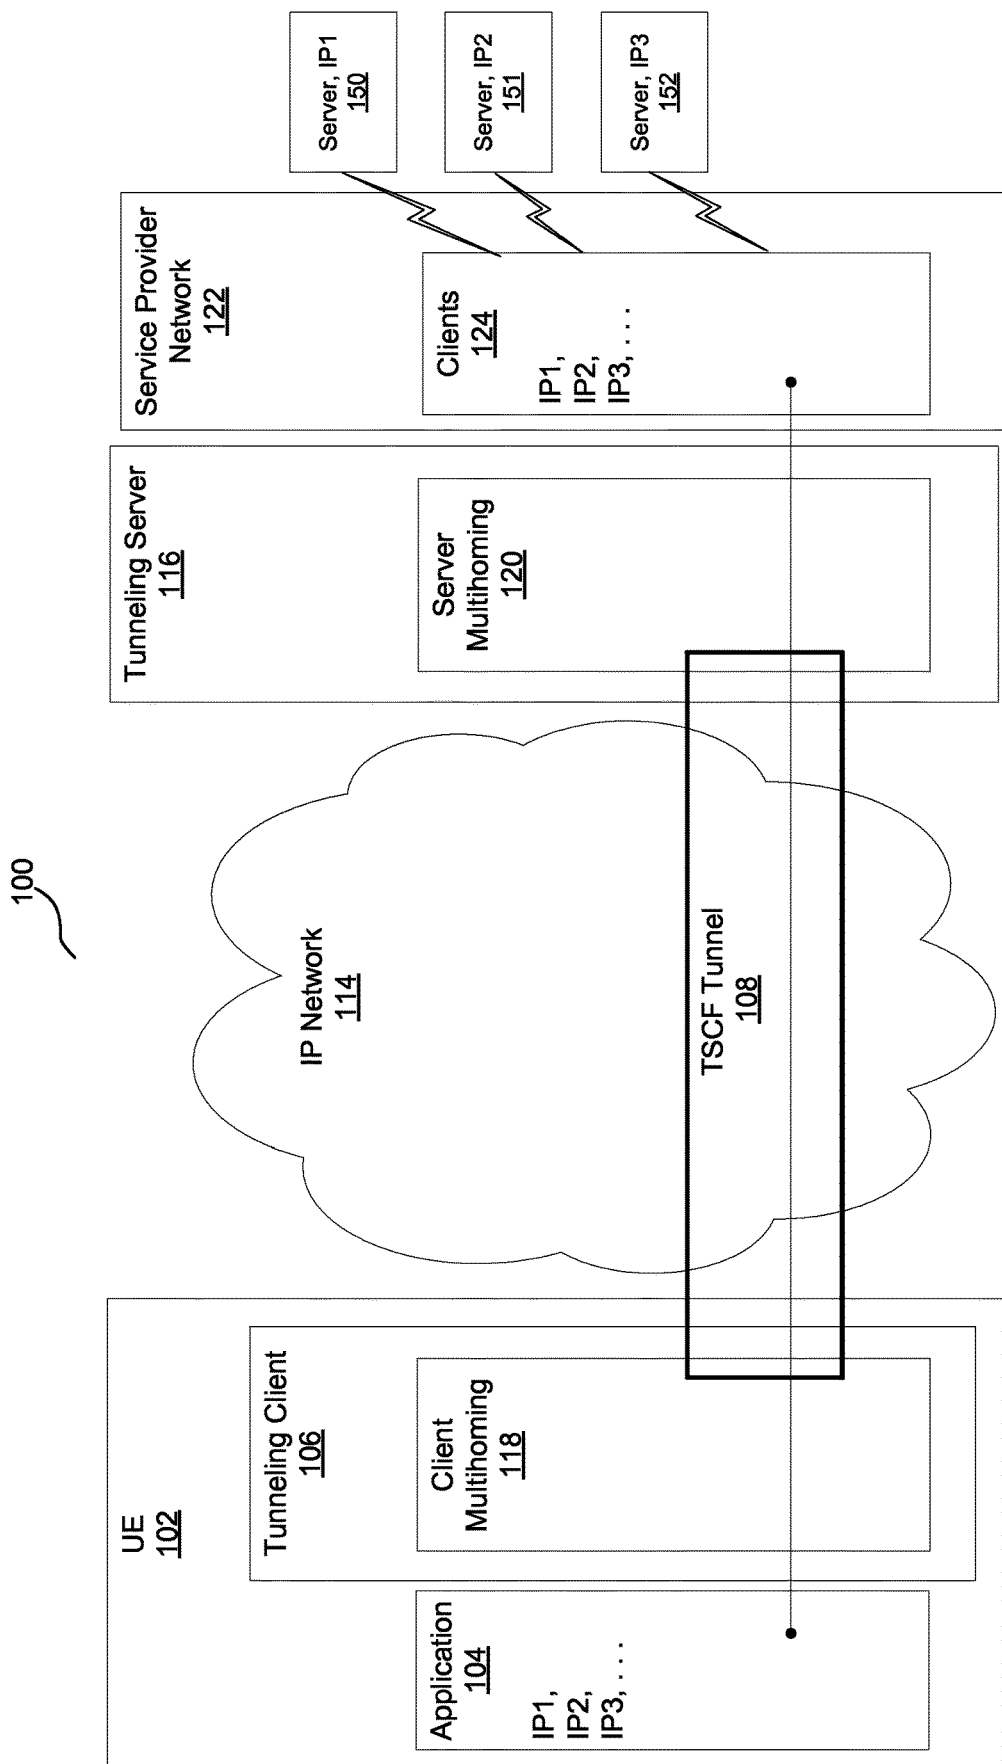 100
UE
102
Application
104
IP1,
IP2,
IP3, . . .
Tunneling Client
106
Client
Multihoming
118
IP Network
114
TSCF Tunnel
108
Tunneling Server
116
Server
Multihoming
120
Service Provider
Network
122
Clients
124
IP1,
IP2,
IP3, . . .
Server, IP1
150
Server, IP2
151
Server, IP3
152